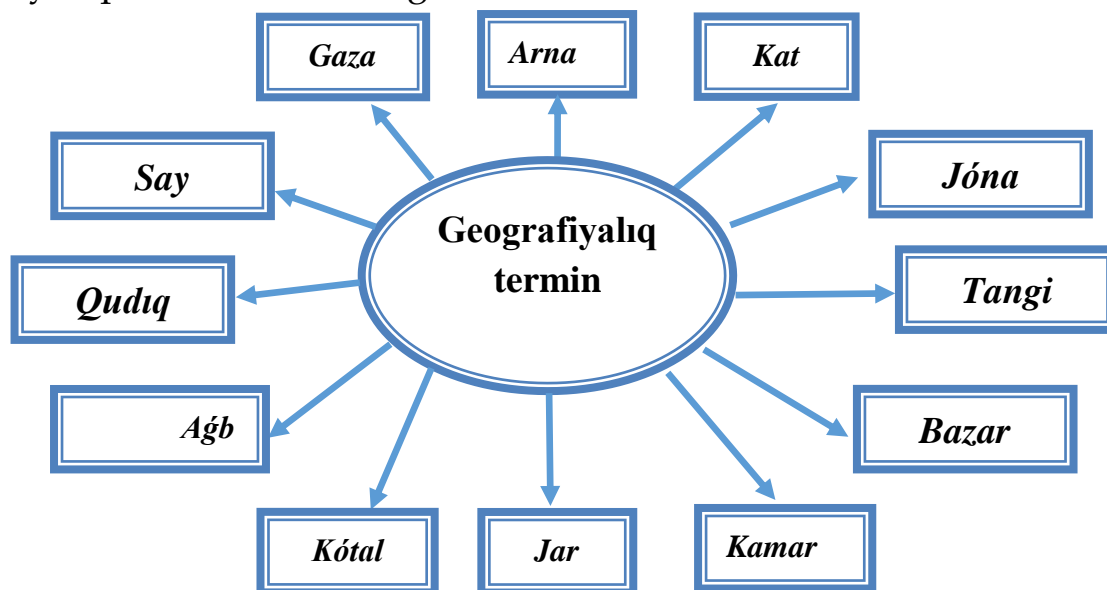 Gaza
Arna
Kat
Say
Jóna
Geografiyalıq
termin
Qudıq
Tangi
Aǵb
Bazar
Kótal
Jar
Kamar